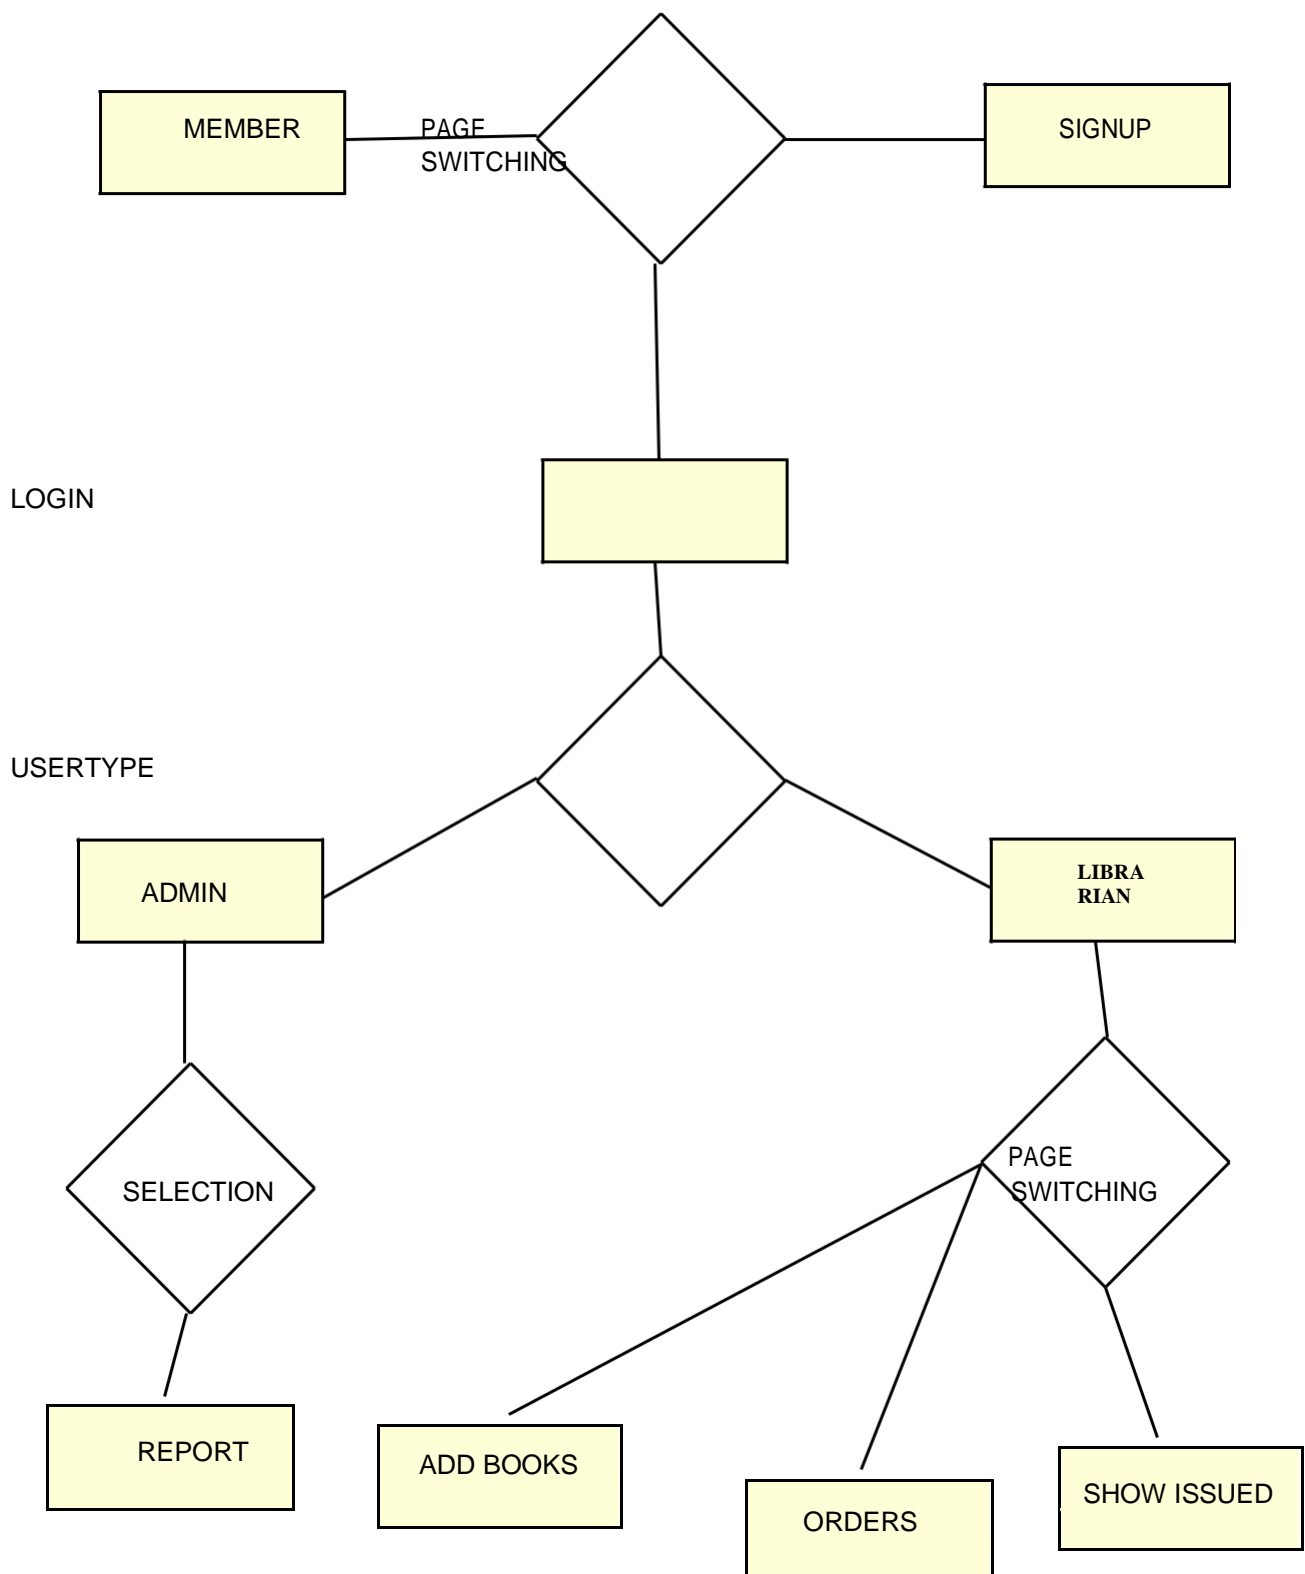 MEMBER
PAGE
SWITCHING
SIGNUP
LOGIN
USERTYPE
ADMIN
LIBRA
RIAN
SELECTION
PAGE
SWITCHING
REPORT
ADD BOOKS
ORDERS
SHOW ISSUED